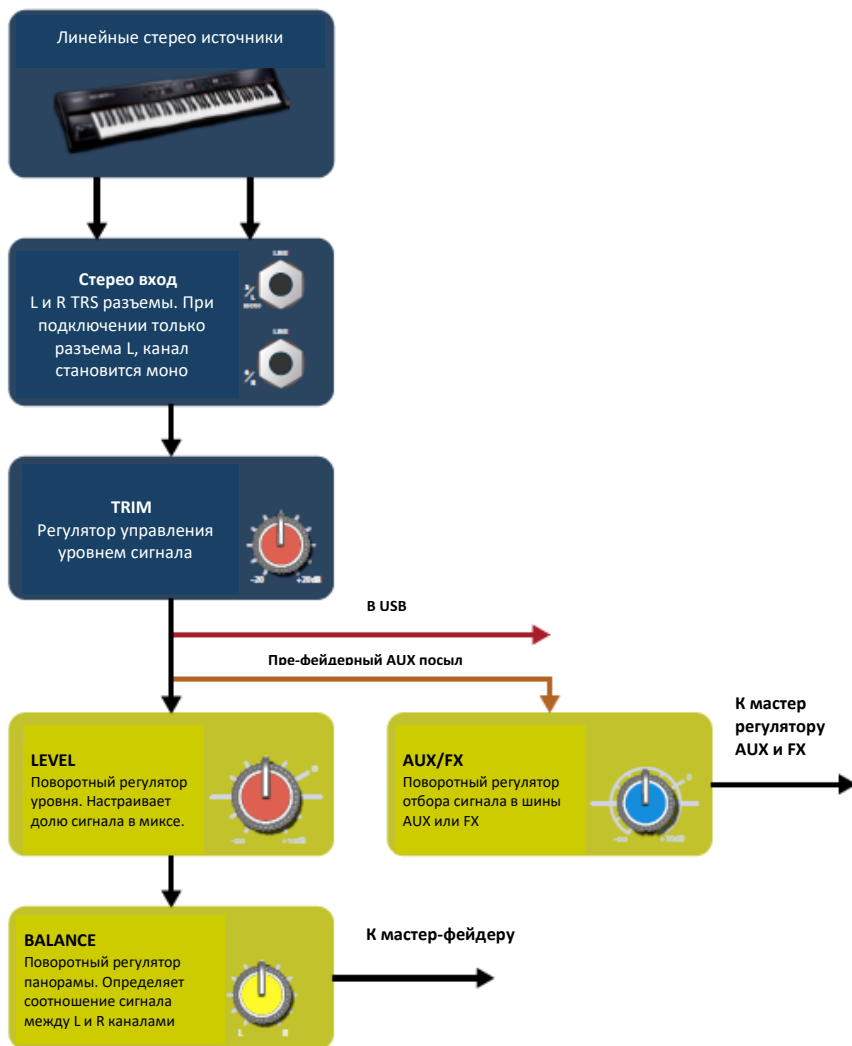 Линейные стерео источники
Стерео вход
L и R TRS разъемы. При
подключении только
разъема L, канал
становится моно
LINE
LINE
TRIM
Регулятор управления
уровнем сигнала
-20
+20dB
В USB
Пре-фейдерный AUX посыл
К мастер
регулятору
AUX и FX
LEVEL
Поворотный регулятор
уровня. Настраивает
долю сигнала в миксе.
AUX/FX
Поворотный регулятор
отбора сигнала в шины
AUX или FX
К мастер-фейдеру
BALANCE
Поворотный регулятор
панорамы. Определяет
соотношение сигнала
между L и R каналами
L
R